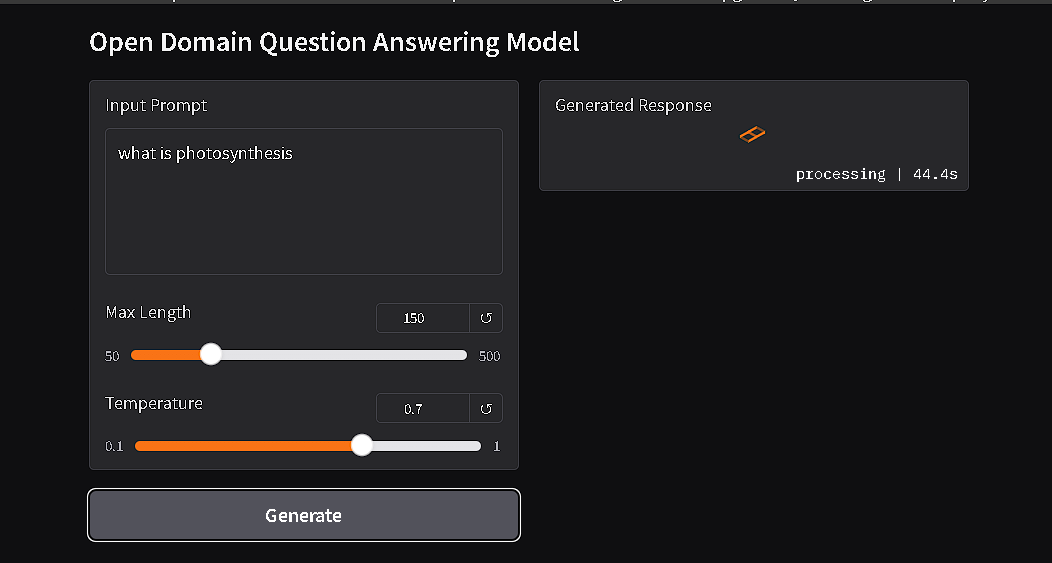 Open Domain Question Answering Model
Input Prompt
what is photosynthesis
Max Length
150
↺
50
500
Temperature
0.7
↺
0.1
1
Generate
Generated Response
processing | 44.4s